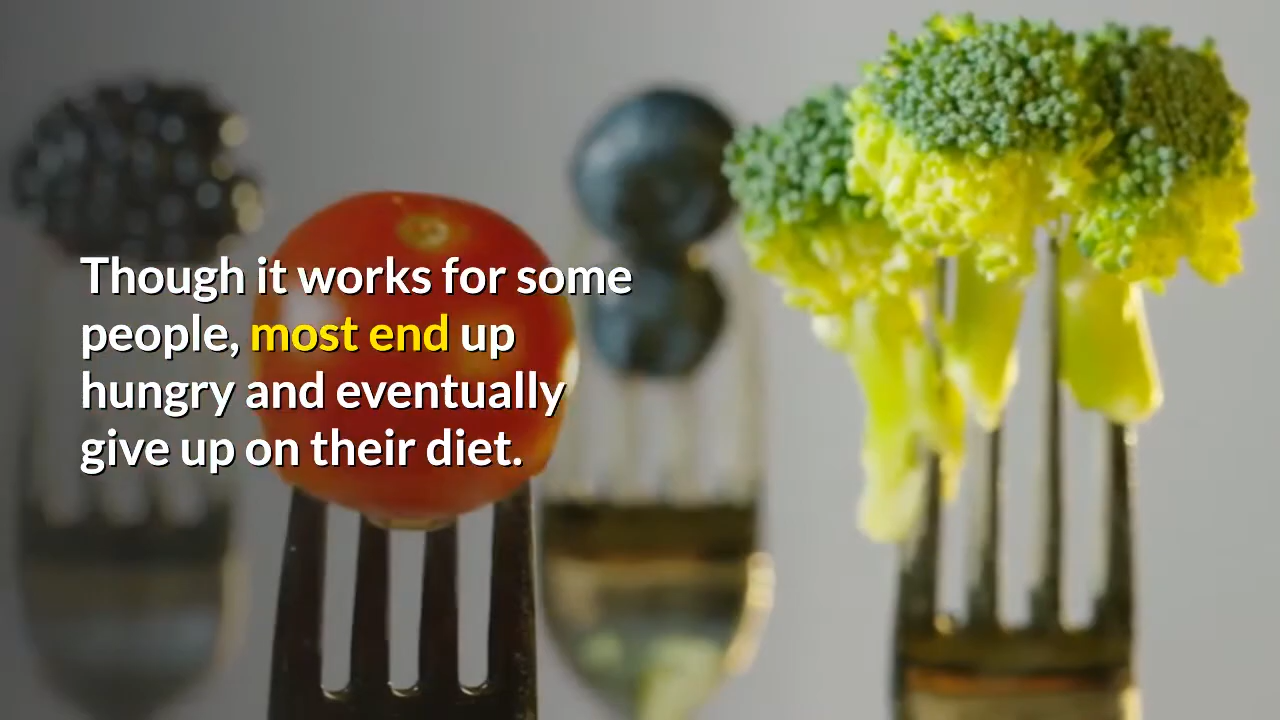 Though it works for some
people, most end up
hungry and eventually
give up on their diet.